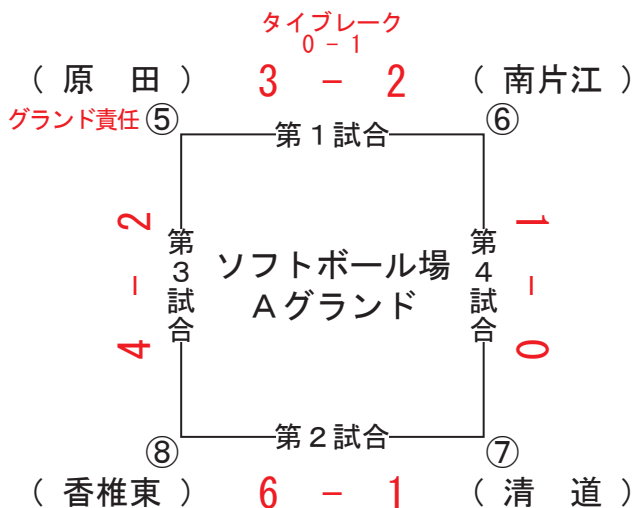 タイブレーク
0 - 1
( 原　田 ) 3 - 2 ( 南片江 )
グランド責任 ⑤ ⑥
第1試合
2 - 4
第3試合
ソフトボール場
Aグランド
第4試合
1 - 0
第2試合
⑧ ⑦
( 香椎東 ) 6 - 1 ( 清　道 )